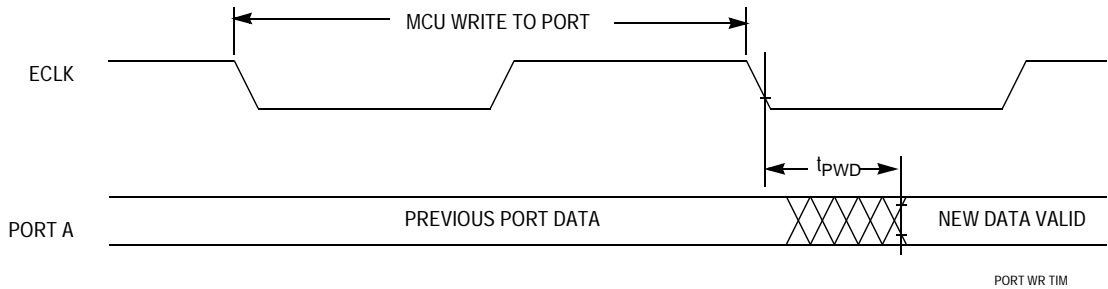 MCU WRITE TO PORT
ECLK
tPWD
PREVIOUS PORT DATA
NEW DATA VALID
PORT A
PORT WR TIM